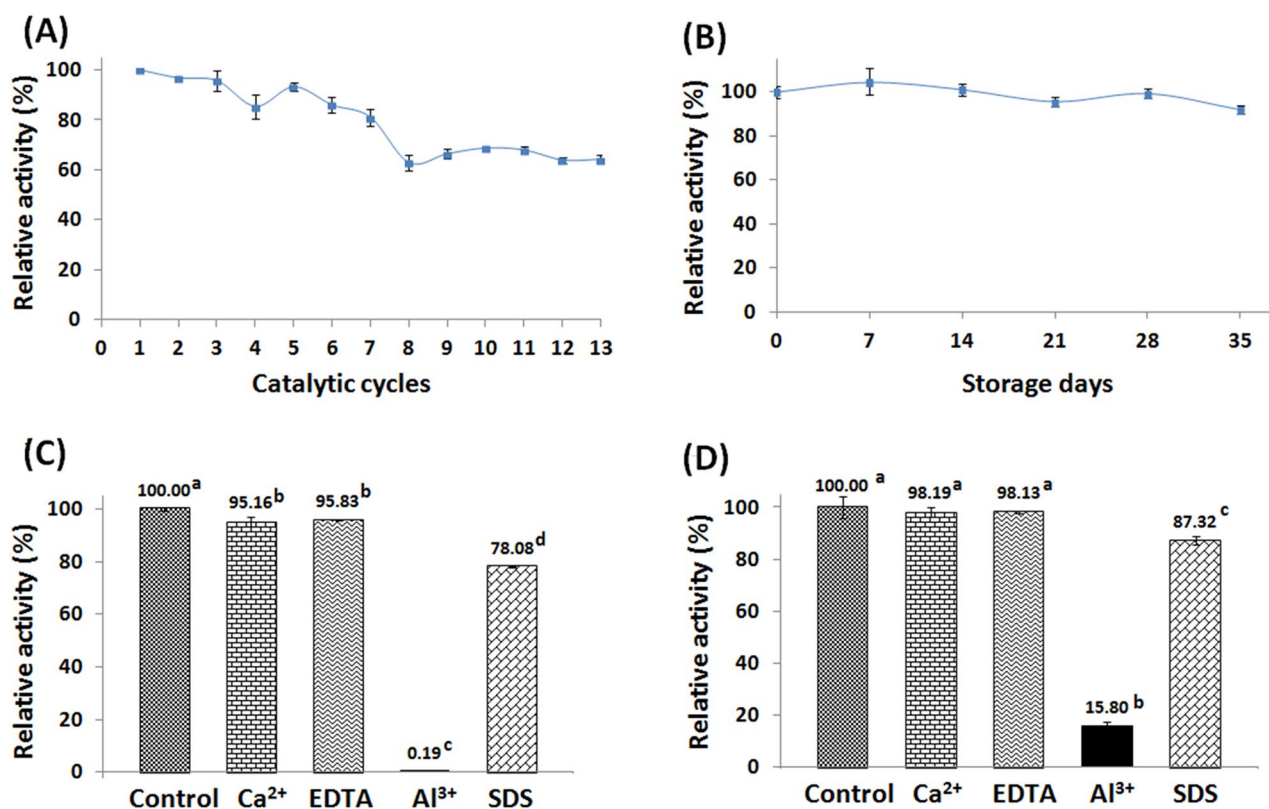 (A)
Relative activity (%)
100
80
60
40
20
0
0 1 2 3 4 5 6 7 8 9 10 11 12 13
Catalytic cycles
(B)
Relative activity (%)
100
80
60
40
20
0
0 7 14 21 28 35
Storage days
(C)
Relative activity (%)
100
80
60
40
20
0
100.00ᵃ
95.16ᵇ
95.83ᵇ
0.19ᶜ
78.08ᵈ
Control Ca²⁺ EDTA Al³⁺ SDS
(D)
Relative activity (%)
100
80
60
40
20
0
100.00 ᵃ
98.19ᵃ
98.13ᵃ
15.80 ᵇ
87.32 ᶜ
Control Ca²⁺ EDTA Al³⁺ SDS